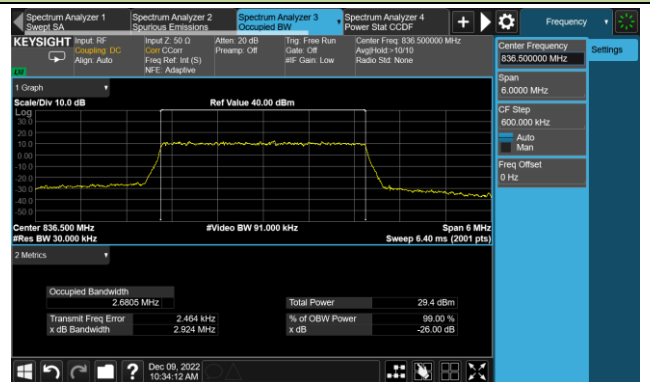 Spectrum Analyzer 1
Swept SA
Spectrum Analyzer 2
Spurious Emissions
Spectrum Analyzer 3
Occupied BW
Spectrum Analyzer 4
Power Stat CCDF
Frequency
KEYSIGHT
Input: RF
Coupling: DC
Align: Auto
Input Z: 50 Ω
Corr CCorr
Freq Ref: Int (S)
NFE: Adaptive
Atten: 20 dB
Preamp: Off
Trig: Free Run
Gate: Off
#IF Gain: Low
Center Freq: 836.500000 MHz
Avg|Hold:>10/10
Radio Std: None
Center Frequency
836.500000 MHz
Settings
Span
6.0000 MHz
CF Step
600.000 kHz
Auto
Man
Freq Offset
0 Hz
1 Graph
Scale/Div 10.0 dB
Ref Value 40.00 dBm
Log
30.0
20.0
10.0
0.00
-10.0
-20.0
-30.0
-40.0
-50.0
Center 836.500 MHz
#Video BW 91.000 kHz
Span 6 MHz
#Res BW 30.000 kHz
Sweep 6.40 ms (2001 pts)
2 Metrics
Occupied Bandwidth
2.6805 MHz
Total Power
29.4 dBm
Transmit Freq Error
2.464 kHz
% of OBW Power
99.00 %
x dB Bandwidth
2.924 MHz
x dB
-26.00 dB
?
Dec 09, 2022
10:34:12 AM